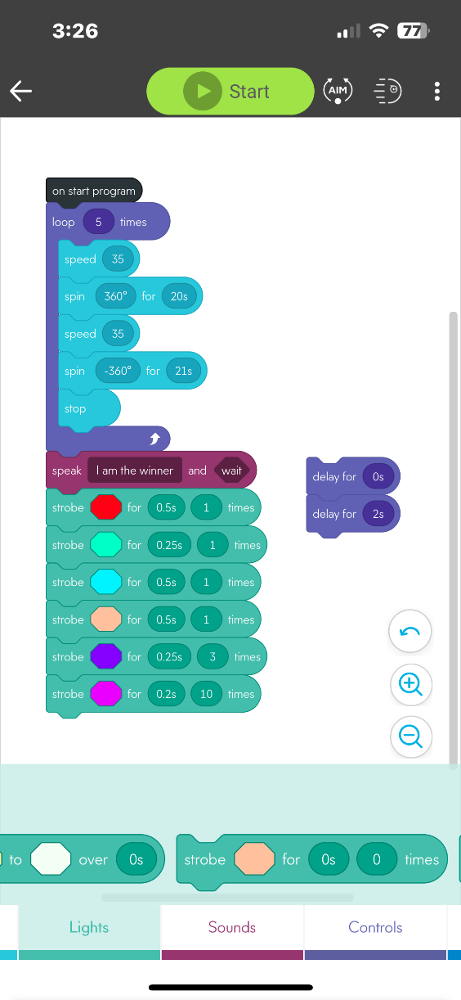 3:26 77
Start AIM
on start program
loop 5 times
speed 35
spin 360° for 20s
speed 35
spin -360° for 21s
stop
speak I am the winner and wait
delay for 0s
strobe for 0.5s 1 times
delay for 2s
strobe for 0.25s 1 times
strobe for 0.5s 1 times
strobe for 0.5s 1 times
strobe for 0.25s 3 times
strobe for 0.2s 10 times
to over 0s strobe for 0s 0 times
Lights Sounds Controls